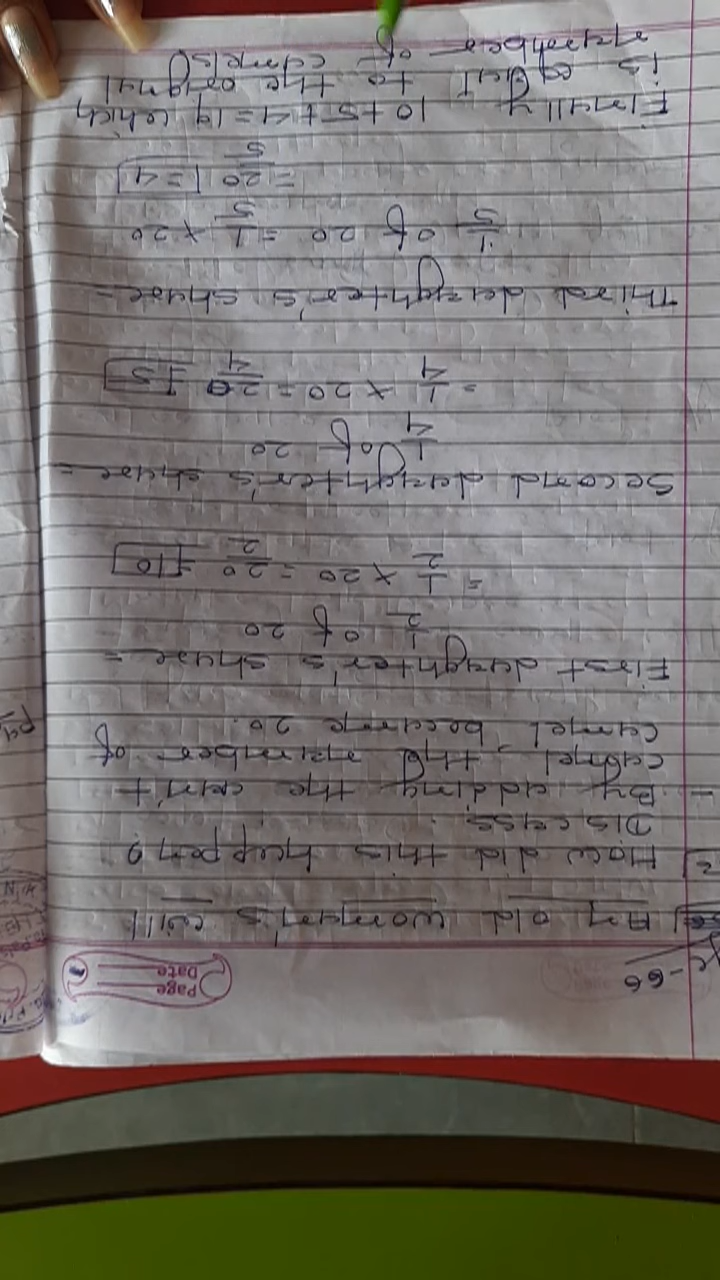 Page
Date
- 66
An old woman's will
2 How did this happen?
Discuss.
- By adding the aunt
camel, the number of
camel became 20.
First daughter's share =
1/2 of 20
= 1/2 × 20 = 20/2 = 10
Second daughter's share =
1/4 of 20
= 1/4 × 20 = 20/4 = 5
Third daughter's share =
1/5 of 20 = 1/5 × 20
= 20/5 = 4
Finally 10 + 5 + 4 = 19 which
is equal to the orignal
number of camels